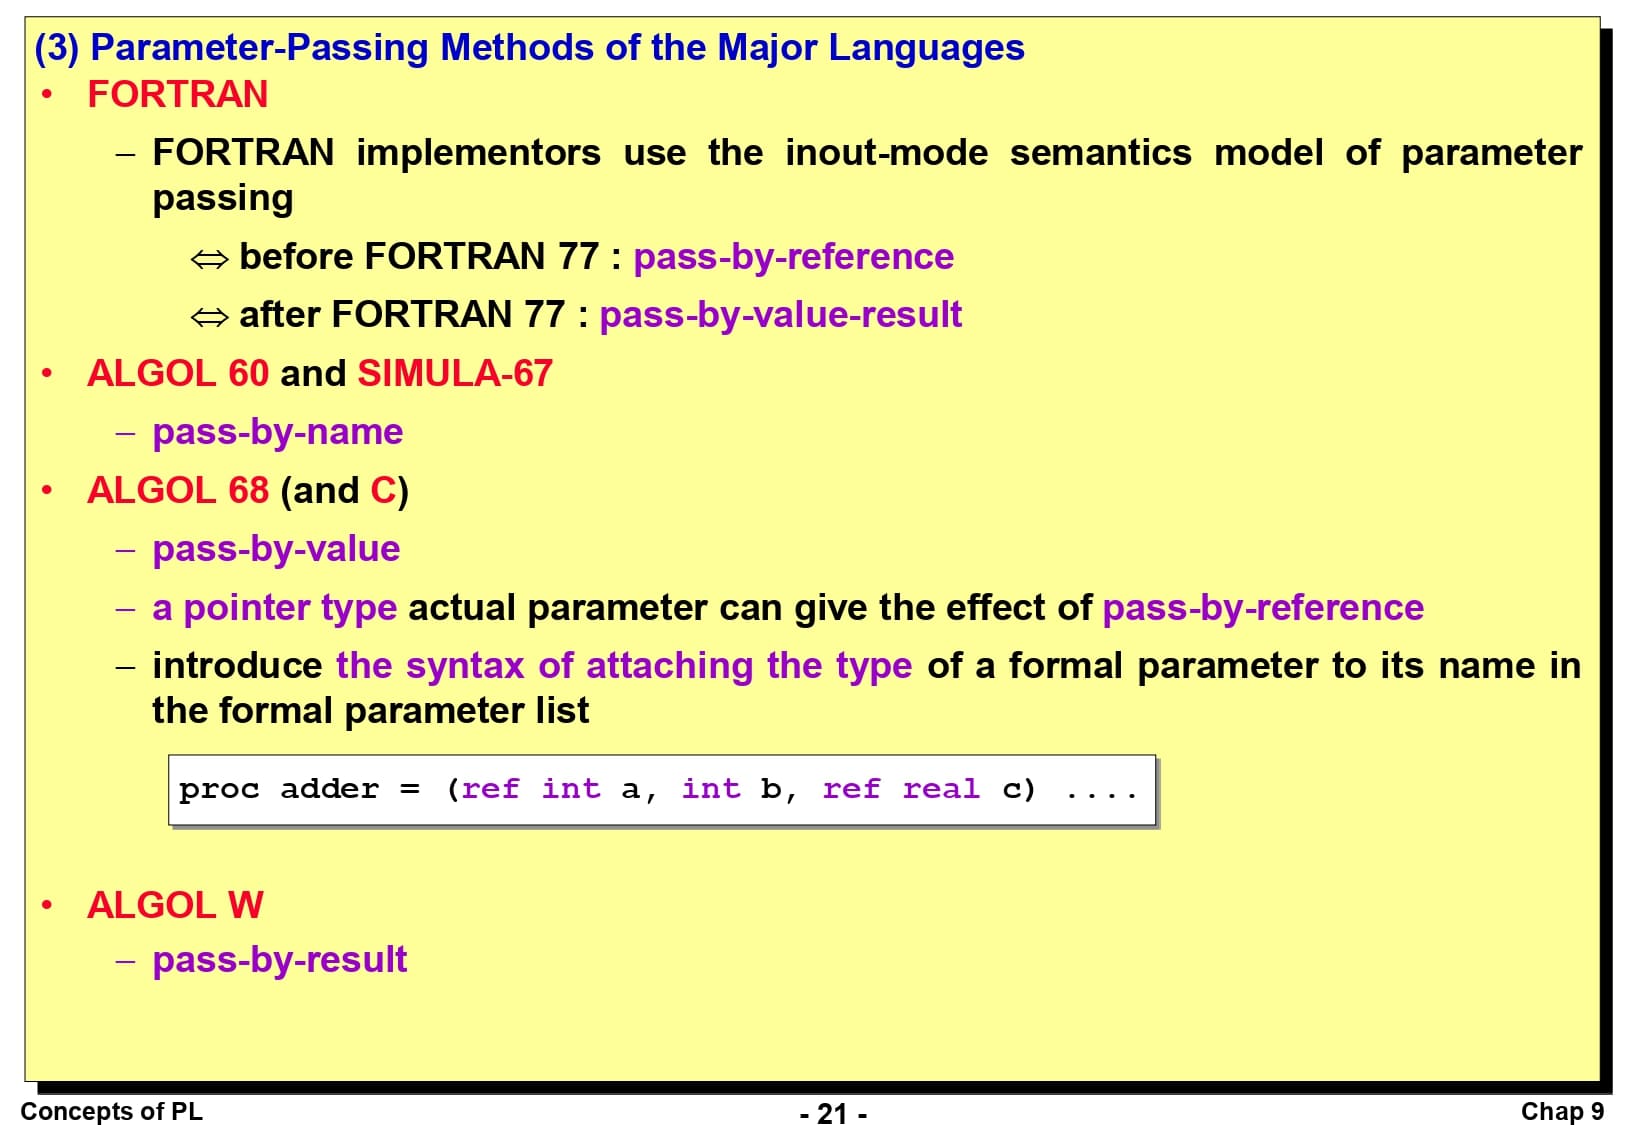 (3) Parameter-Passing Methods of the Major Languages
• FORTRAN
– FORTRAN implementors use the inout-mode semantics model of parameter
passing
⇔ before FORTRAN 77 : pass-by-reference
⇔ after FORTRAN 77 : pass-by-value-result
• ALGOL 60 and SIMULA-67
– pass-by-name
• ALGOL 68 (and C)
– pass-by-value
– a pointer type actual parameter can give the effect of pass-by-reference
– introduce the syntax of attaching the type of a formal parameter to its name in
the formal parameter list
proc adder = (ref int a, int b, ref real c) ....
• ALGOL W
– pass-by-result
Concepts of PL
- 21 -
Chap 9